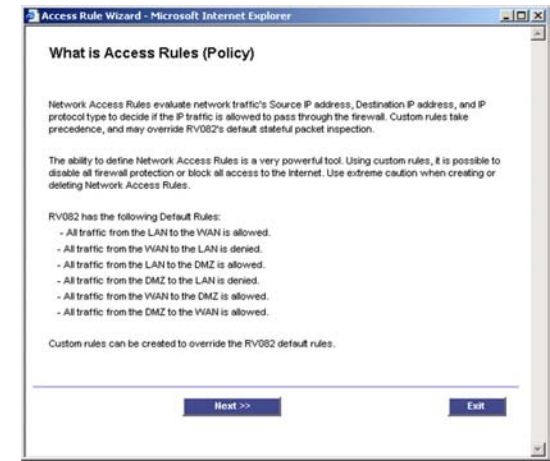 Access Rule Wizard - Microsoft Internet Explorer
What is Access Rules (Policy)
Network Access Rules evaluate network traffic's Source IP address, Destination IP address, and IP
protocol type to decide if the IP traffic is allowed to pass through the firewall. Custom rules take
precedence, and may override RV082's default stateful packet inspection.
The ability to define Network Access Rules is a very powerful tool. Using custom rules, it is possible to
disable all firewall protection or block all access to the Internet. Use extreme caution when creating or
deleting Network Access Rules.
RV082 has the following Default Rules:
- All traffic from the LAN to the WAN is allowed.
- All traffic from the WAN to the LAN is denied.
- All traffic from the LAN to the DMZ is allowed.
- All traffic from the DMZ to the LAN is denied.
- All traffic from the WAN to the DMZ is allowed.
- All traffic from the DMZ to the WAN is allowed.
Custom rules can be created to override the RV082 default rules.
Next >> Exit